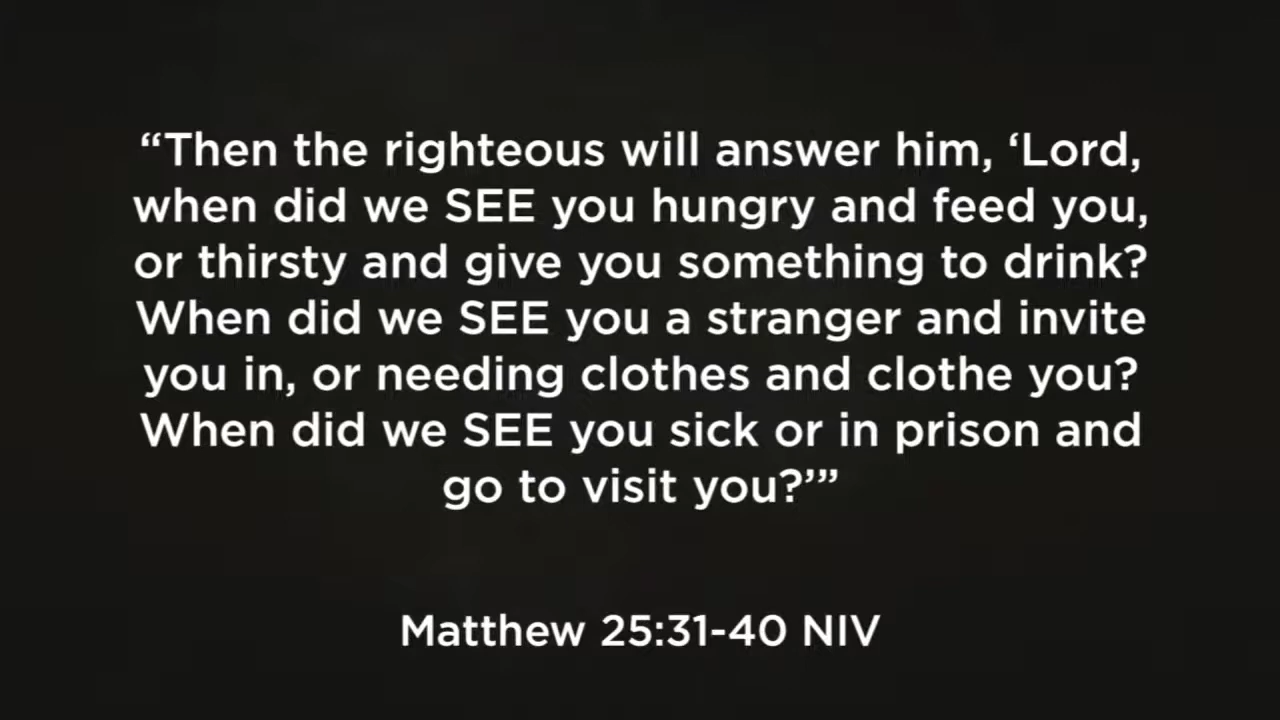 “Then the righteous will answer him, ‘Lord,
when did we SEE you hungry and feed you,
or thirsty and give you something to drink?
When did we SEE you a stranger and invite
you in, or needing clothes and clothe you?
When did we SEE you sick or in prison and
go to visit you?’”
Matthew 25:31-40 NIV